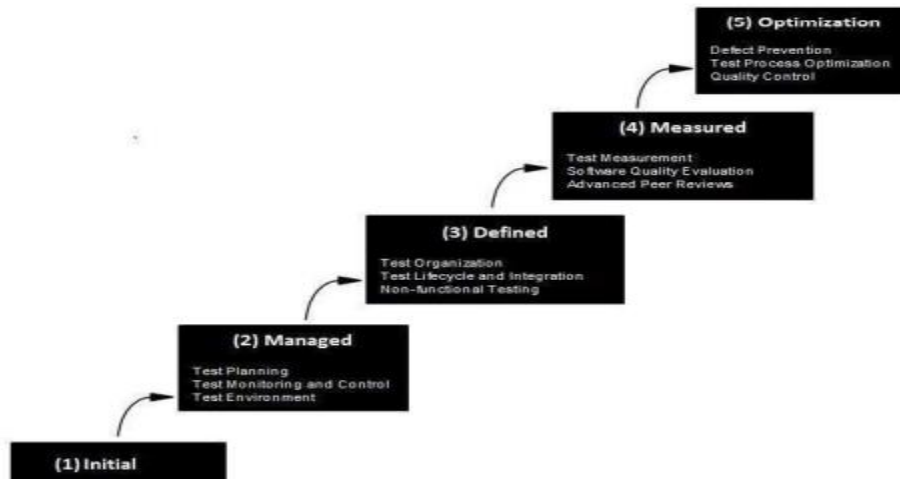 (5) Optimization
Defect Prevention
Test Process Optimization
Quality Control
(4) Measured
Test Measurement
Software Quality Evaluation
Advanced Peer Reviews
(3) Defined
Test Organization
Test Lifecycle and Integration
Non-functional Testing
(2) Managed
Test Planning
Test Monitoring and Control
Test Environment
(1) Initial